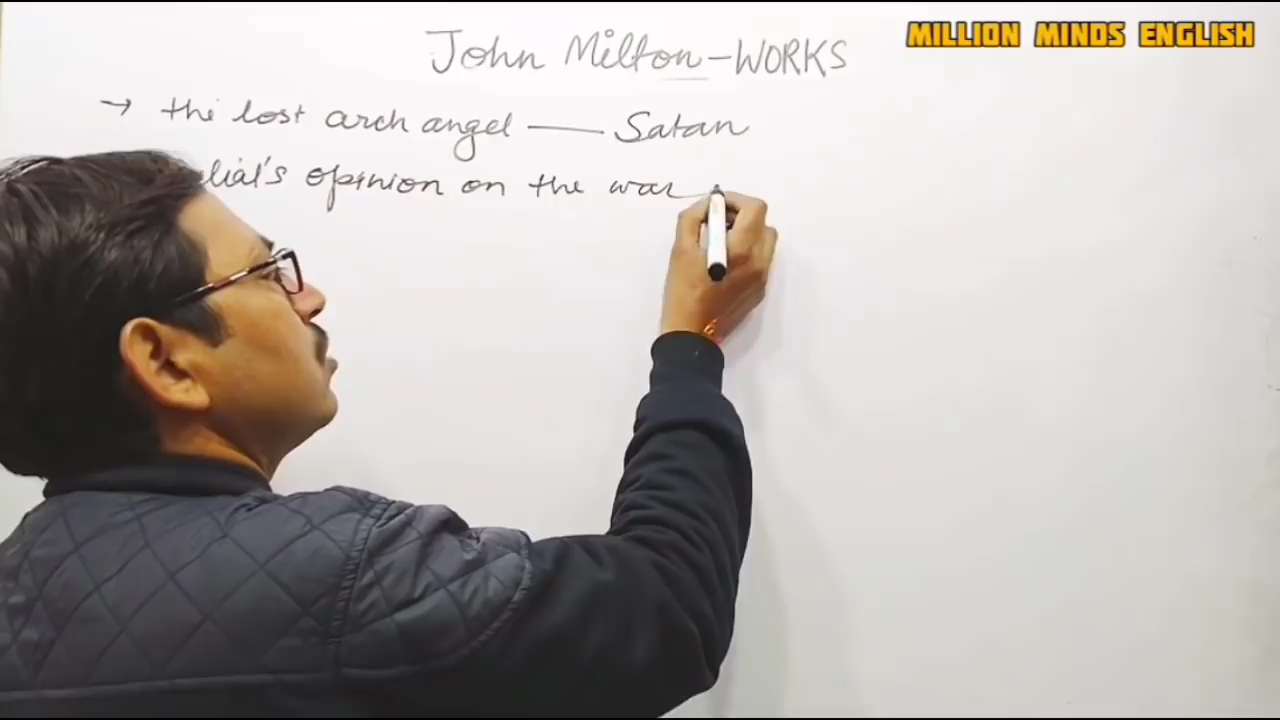 MILLION MINDS ENGLISH
John Milton - WORKS
→ the lost arch angel — Satan
lial's opinion on the war